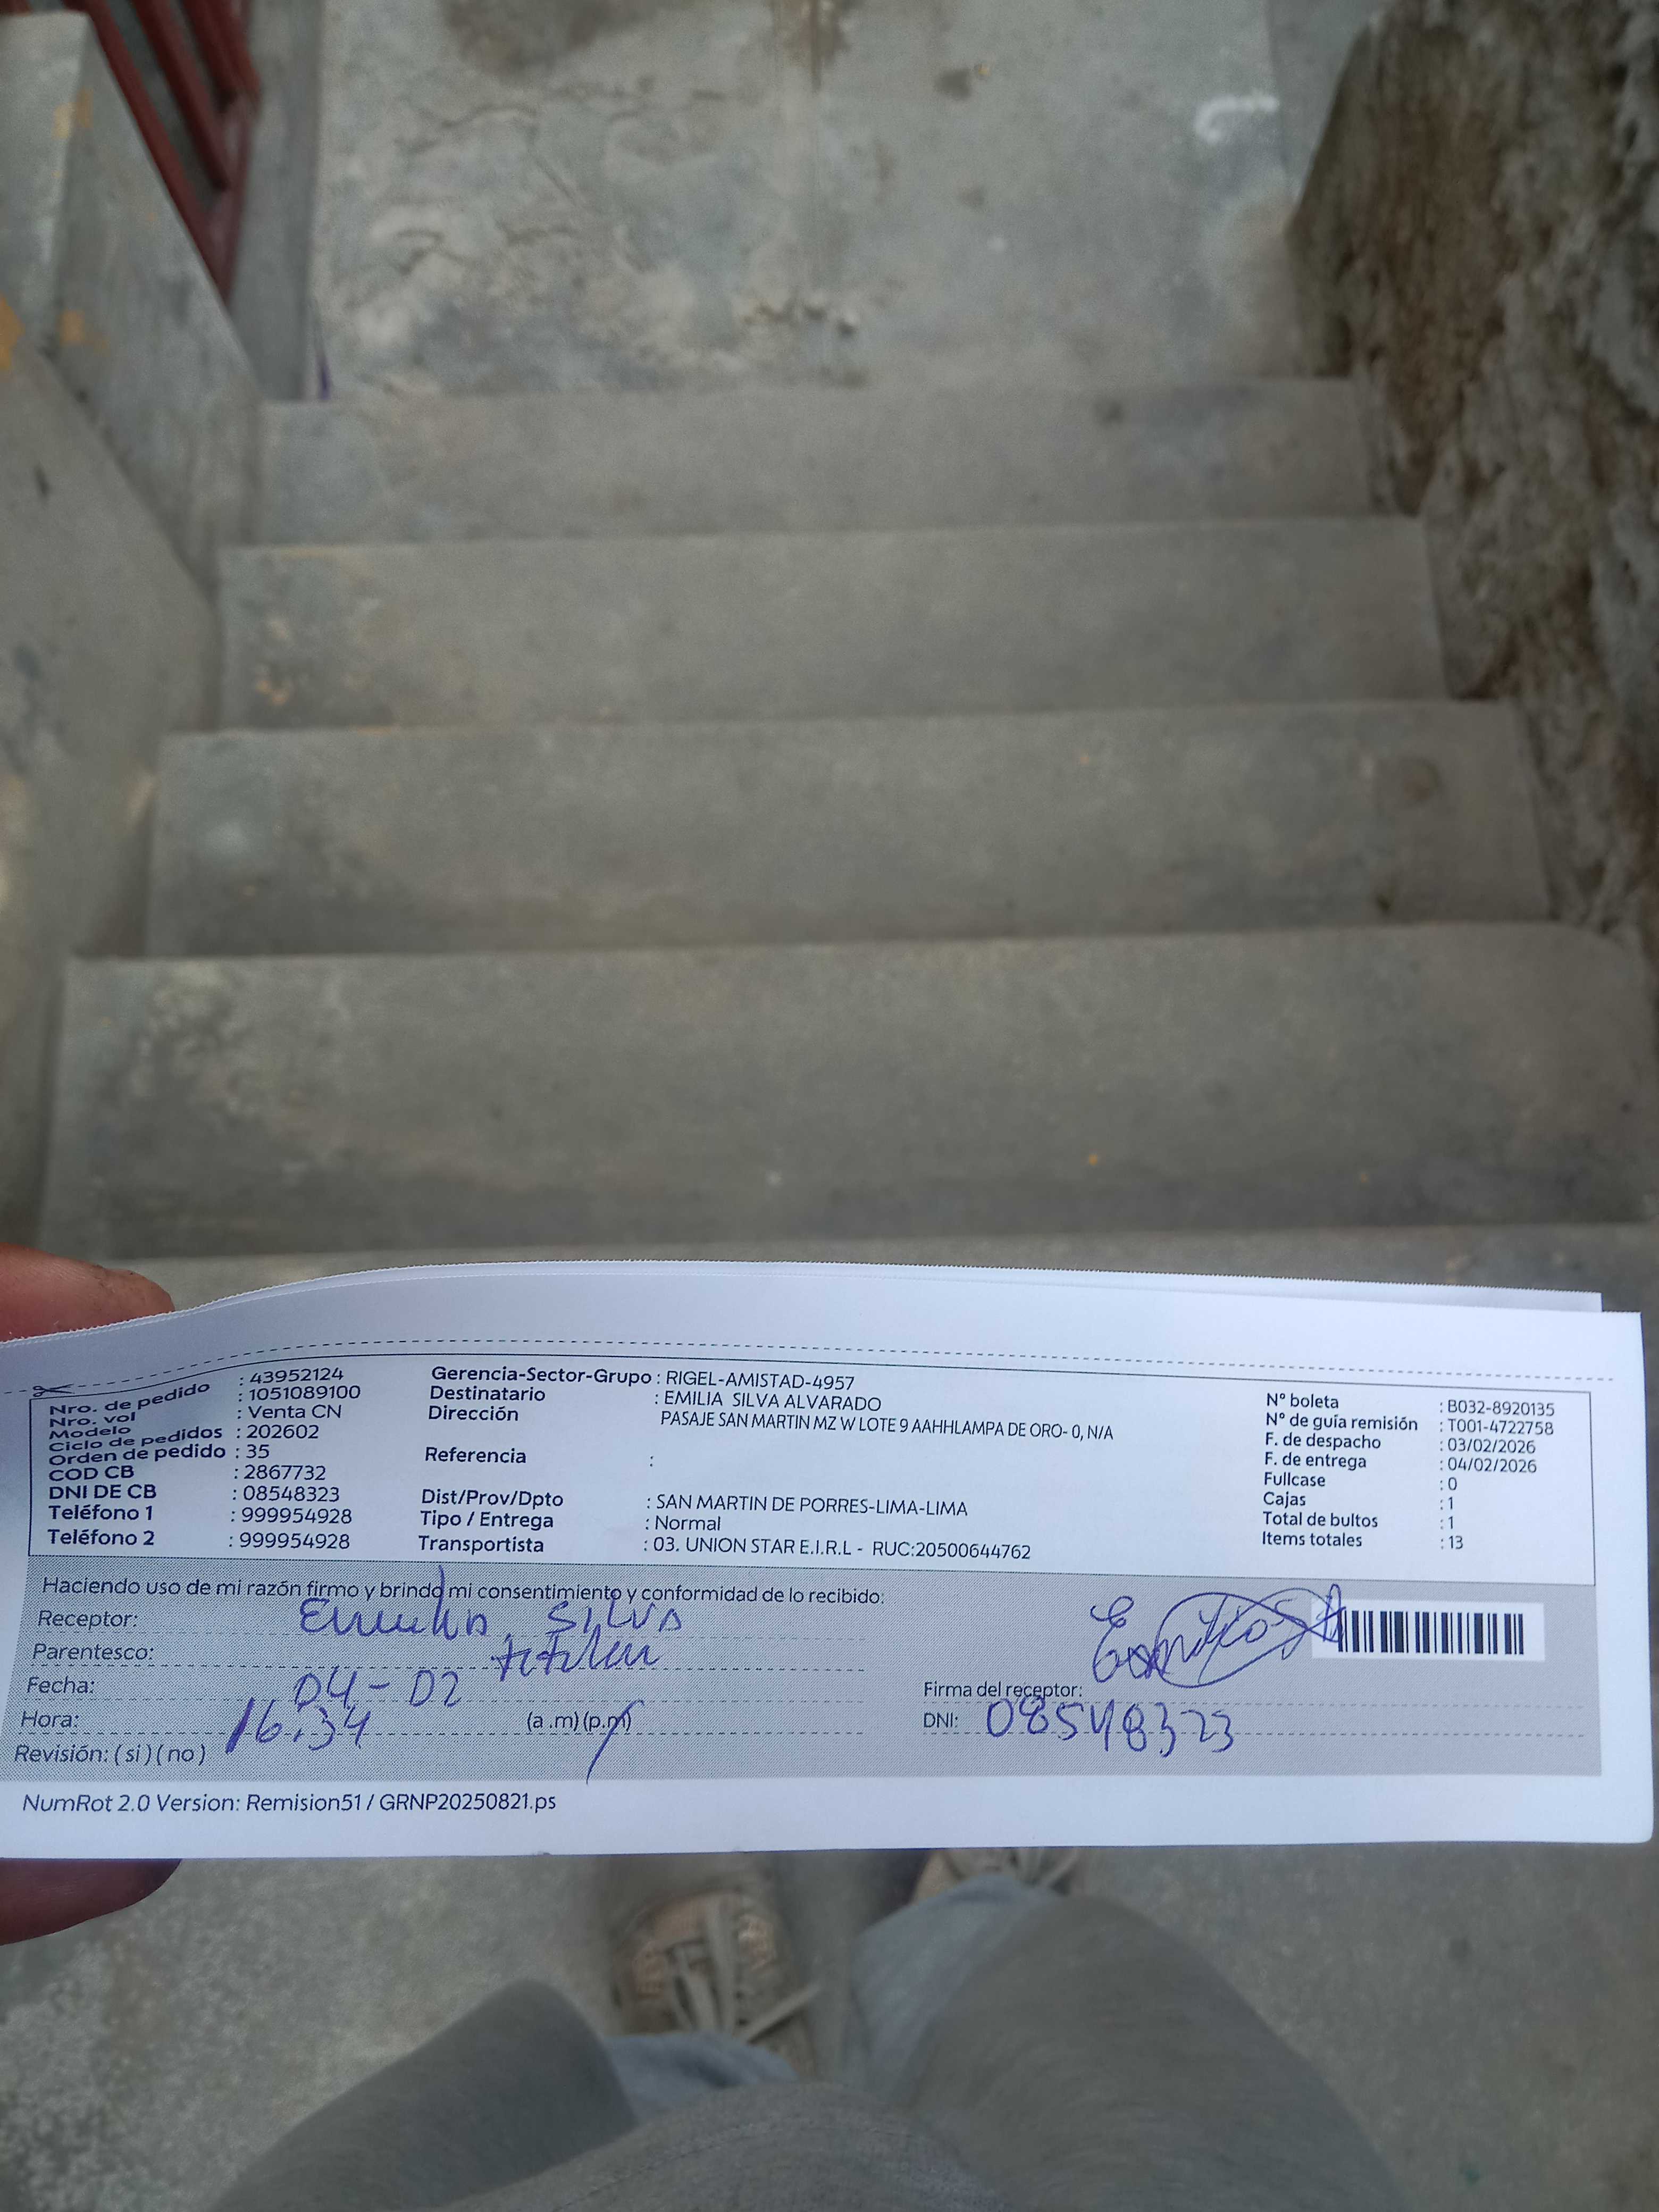 Nro. de pedido : 43952124
Nro. vol : 1051089100
Modelo : Venta CN
Ciclo de pedidos : 202602
Orden de pedido : 35
COD CB : 2867732
DNI DE CB : 08548323
Teléfono 1 : 999954928
Teléfono 2 : 999954928
Gerencia-Sector-Grupo : RIGEL-AMISTAD-4957
Destinatario : EMILIA SILVA ALVARADO
Dirección PASAJE SAN MARTIN MZ W LOTE 9 AAHHLAMPA DE ORO- 0, N/A
Referencia :
Dist/Prov/Dpto : SAN MARTIN DE PORRES-LIMA-LIMA
Tipo / Entrega : Normal
Transportista : 03. UNION STAR E.I.R.L - RUC:20500644762
N° boleta : B032-8920135
N° de guía remisión : T001-4722758
F. de despacho : 03/02/2026
F. de entrega : 04/02/2026
Fullcase : 0
Cajas : 1
Total de bultos : 1
Items totales : 13
Haciendo uso de mi razón firmo y brindo mi consentimiento y conformidad de lo recibido:
Receptor: Emilia Silva
Parentesco: titular
Fecha: 04-02
Hora: 16:34 (a .m) (p.m)
Revisión: ( si ) ( no )
Firma del receptor:
DNI: 08548323
NumRot 2.0 Version: Remision51 / GRNP20250821.ps